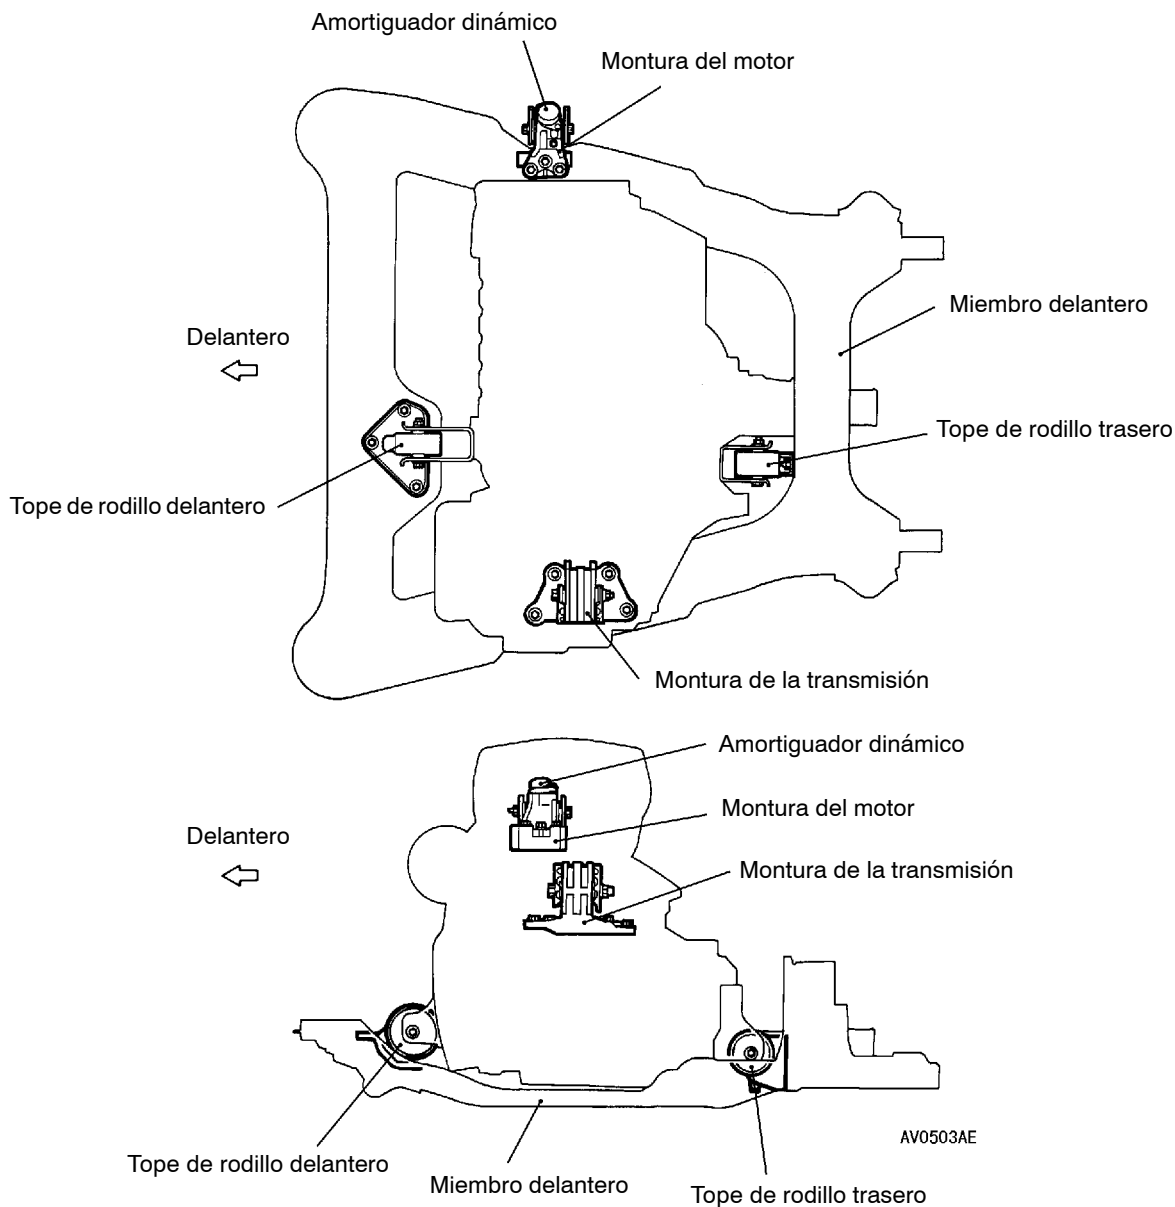 Amortiguador dinámico
Montura del motor
Miembro delantero
Delantero
Tope de rodillo trasero
Tope de rodillo delantero
Montura de la transmisión
Amortiguador dinámico
Montura del motor
Delantero
Montura de la transmisión
AV0503AE
Tope de rodillo delantero
Miembro delantero
Tope de rodillo trasero